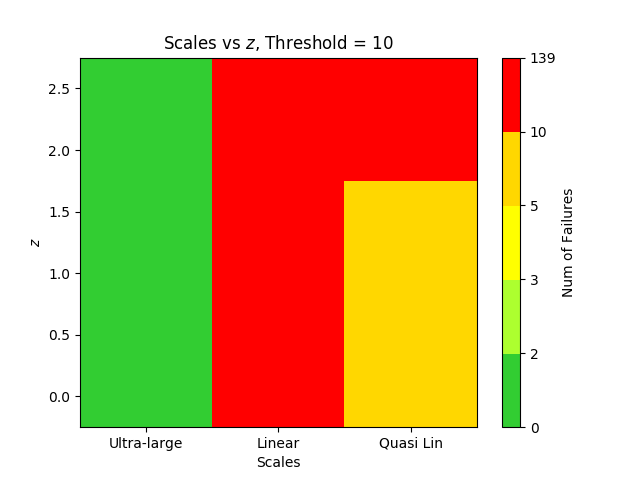 Scales vs z, Threshold = 10
2.5
2.0
1.5
1.0
0.5
0.0
z
Ultra-large
Linear
Quasi Lin
Scales
139
10
5
3
2
0
Num of Failures